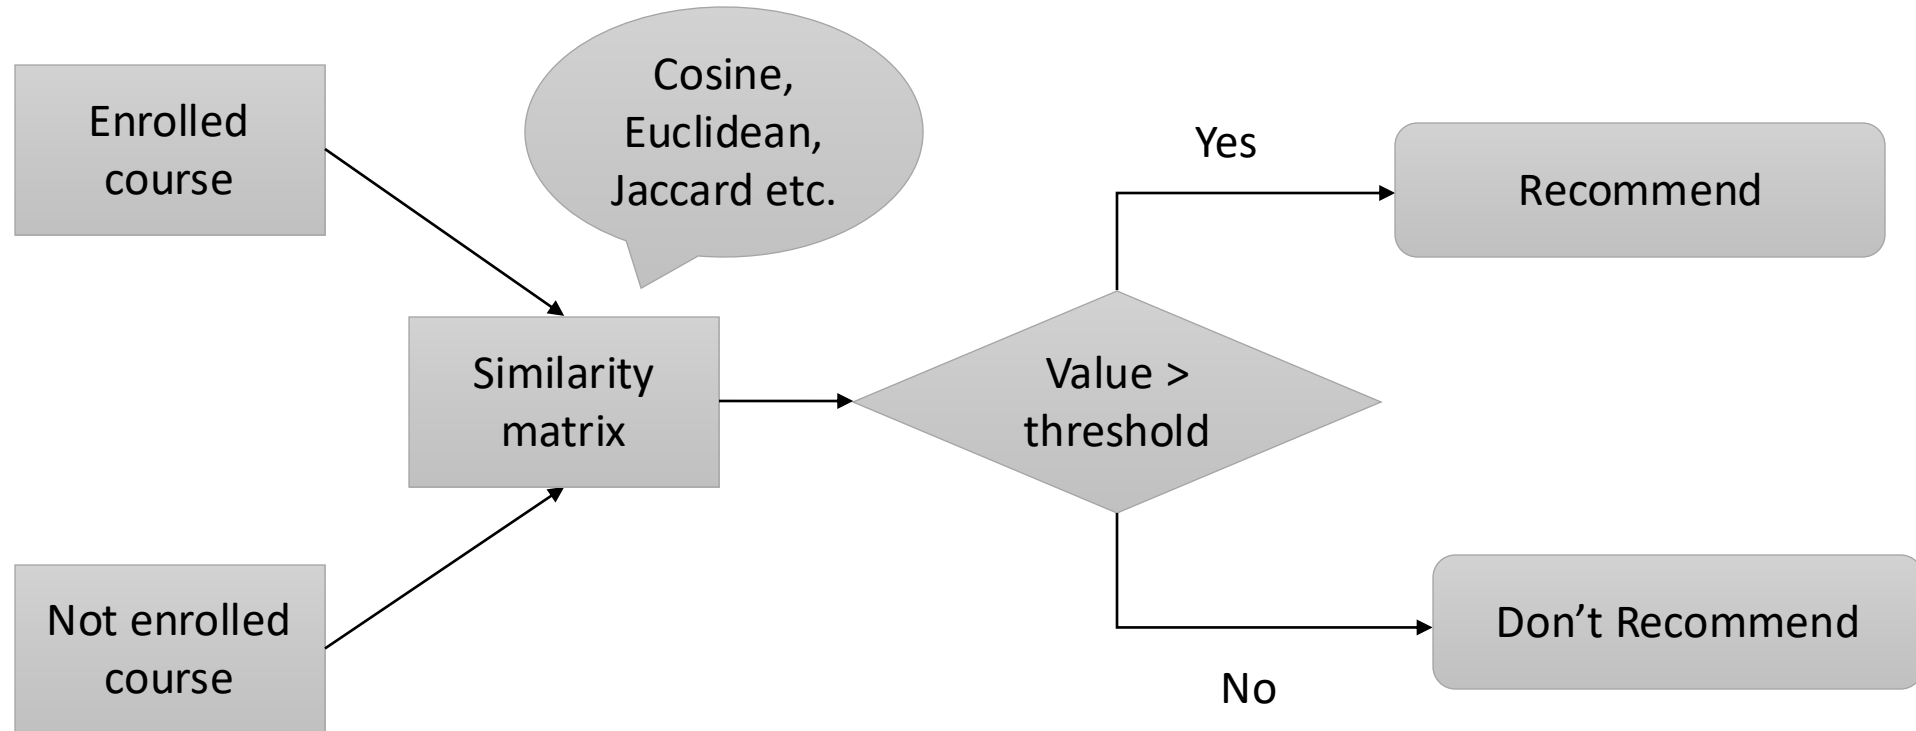 Enrolled
course
Cosine,
Euclidean,
Jaccard etc.
Yes
Recommend
Similarity
matrix
Value >
threshold
Not enrolled
course
Don’t Recommend
No